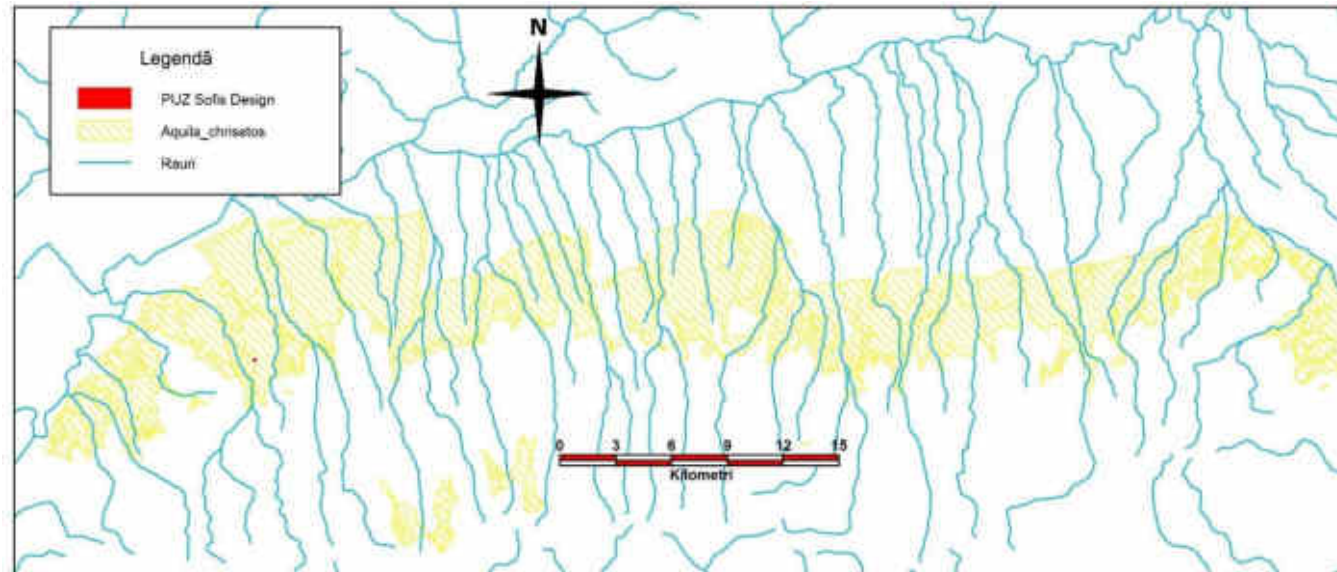 Legendă
PUZ Sofis Design
Aquila_chrisetos
Rauri
N
0 3 6 9 12 15
Kilometri